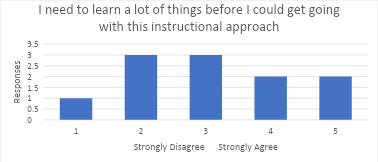 I need to learn a lot of things before I could get going
with this instructional approach
3.5
3
2.5
2
1.5
1
0.5
0
Responses
1 2 3 4 5
Strongly Disagree Strongly Agree